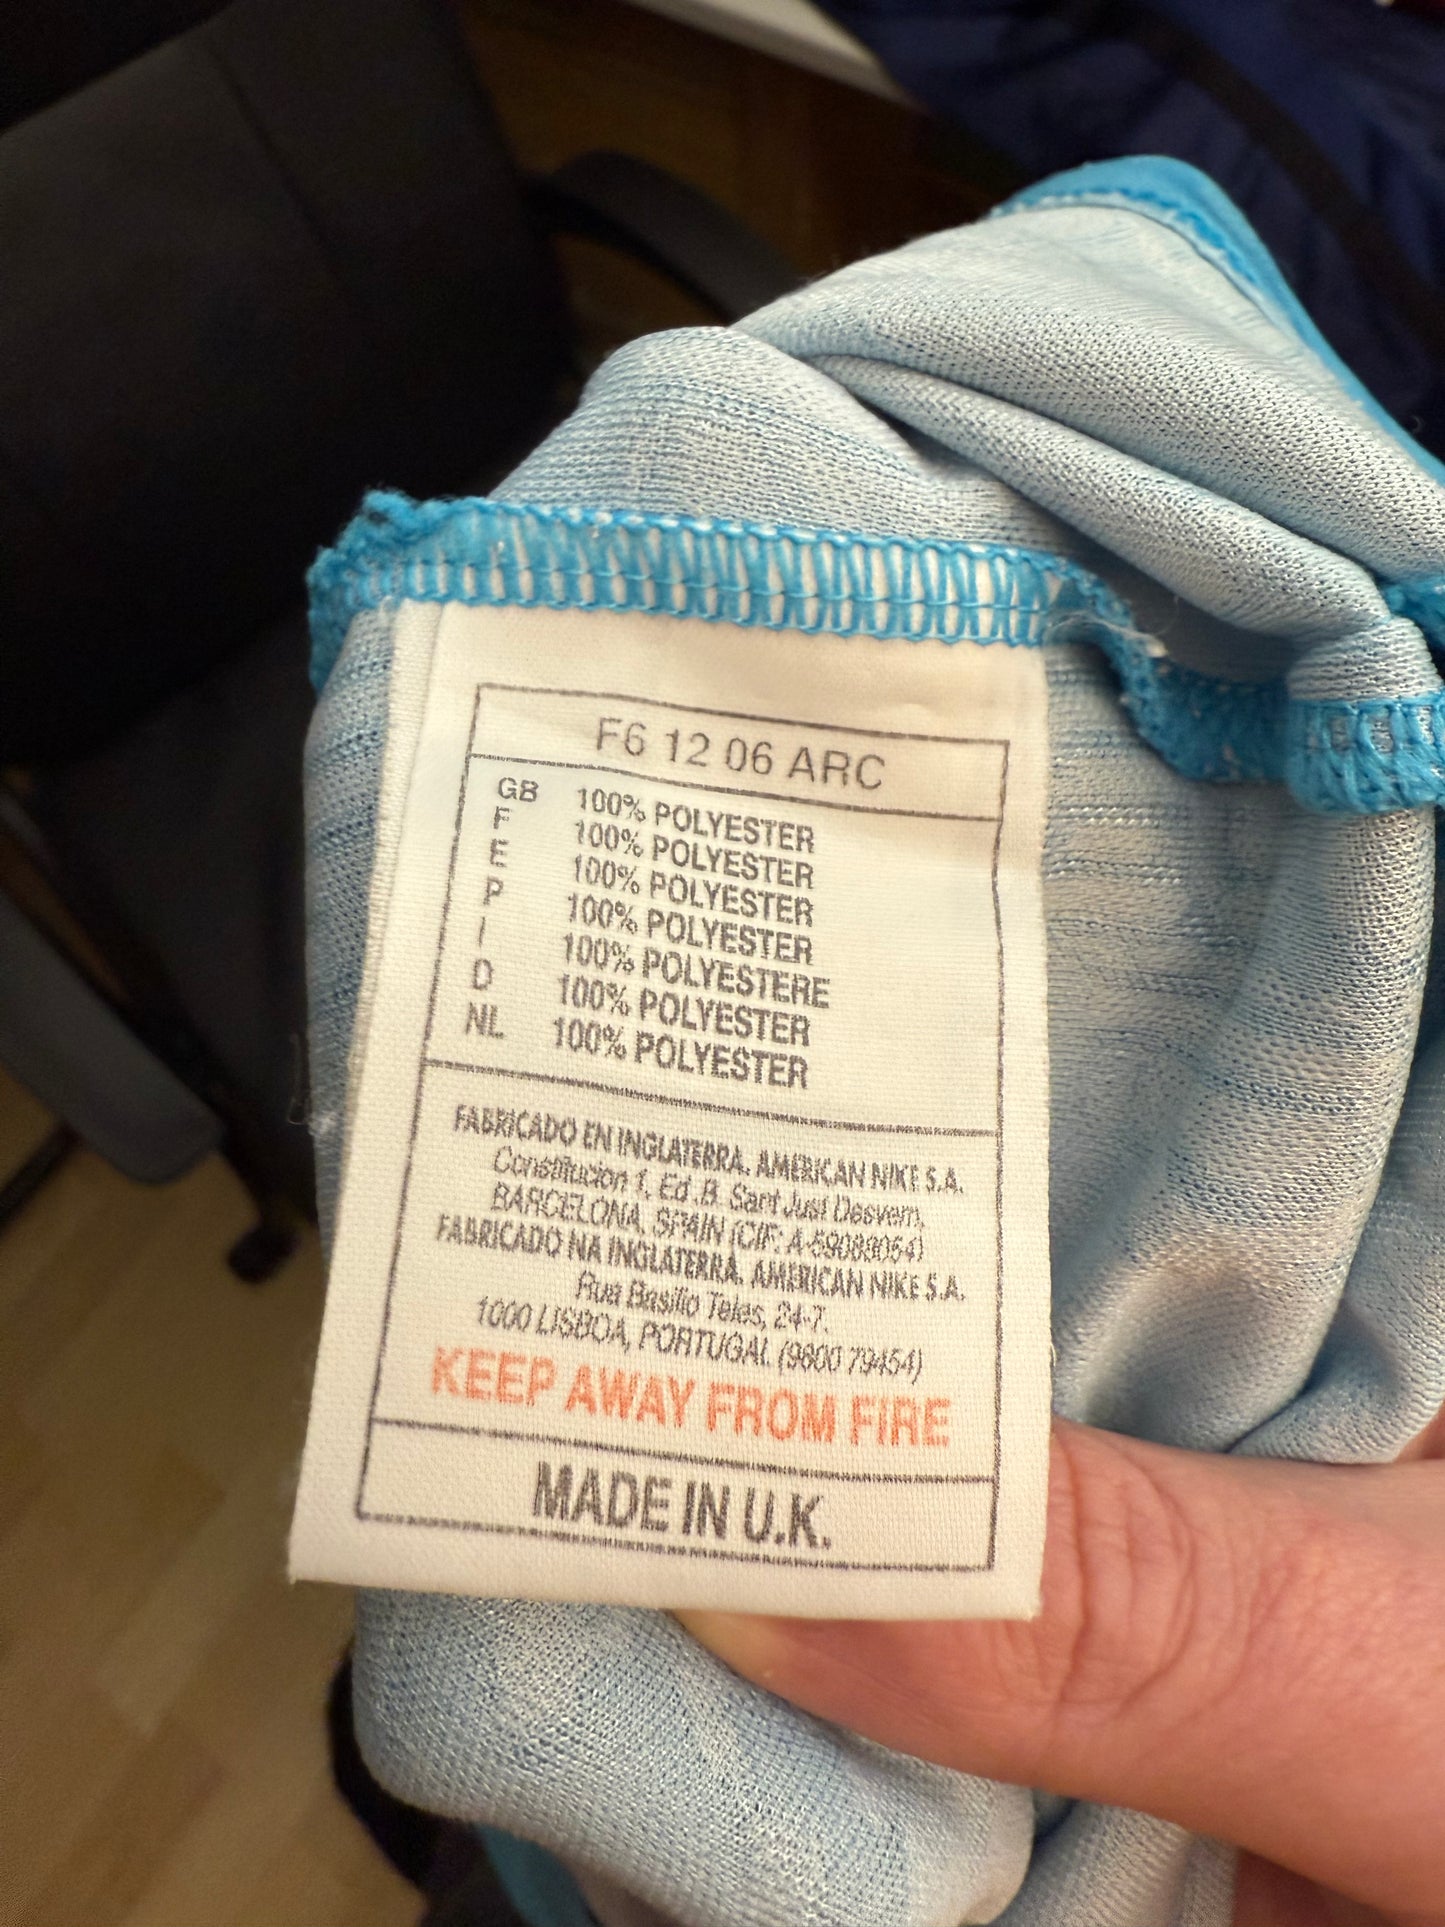 F6 12 06 ARC
GB 100% POLYESTER
F 100% POLYESTER
E 100% POLYESTER
P 100% POLYESTER
I 100% POLYESTERE
D 100% POLYESTER
NL 100% POLYESTER
FABRICADO EN INGLATERRA. AMERICAN NIKE S.A.
Constitucion 1, Ed .B. Sant Just Desvern,
BARCELONA. SPAIN (CIF: A-59089064)
FABRICADO NA INGLATERRA. AMERICAN NIKE S.A.
Rua Basilio Teles, 24-7.
1000 LISBOA, PORTUGAL (9800 79454)
KEEP AWAY FROM FIRE
MADE IN U.K.